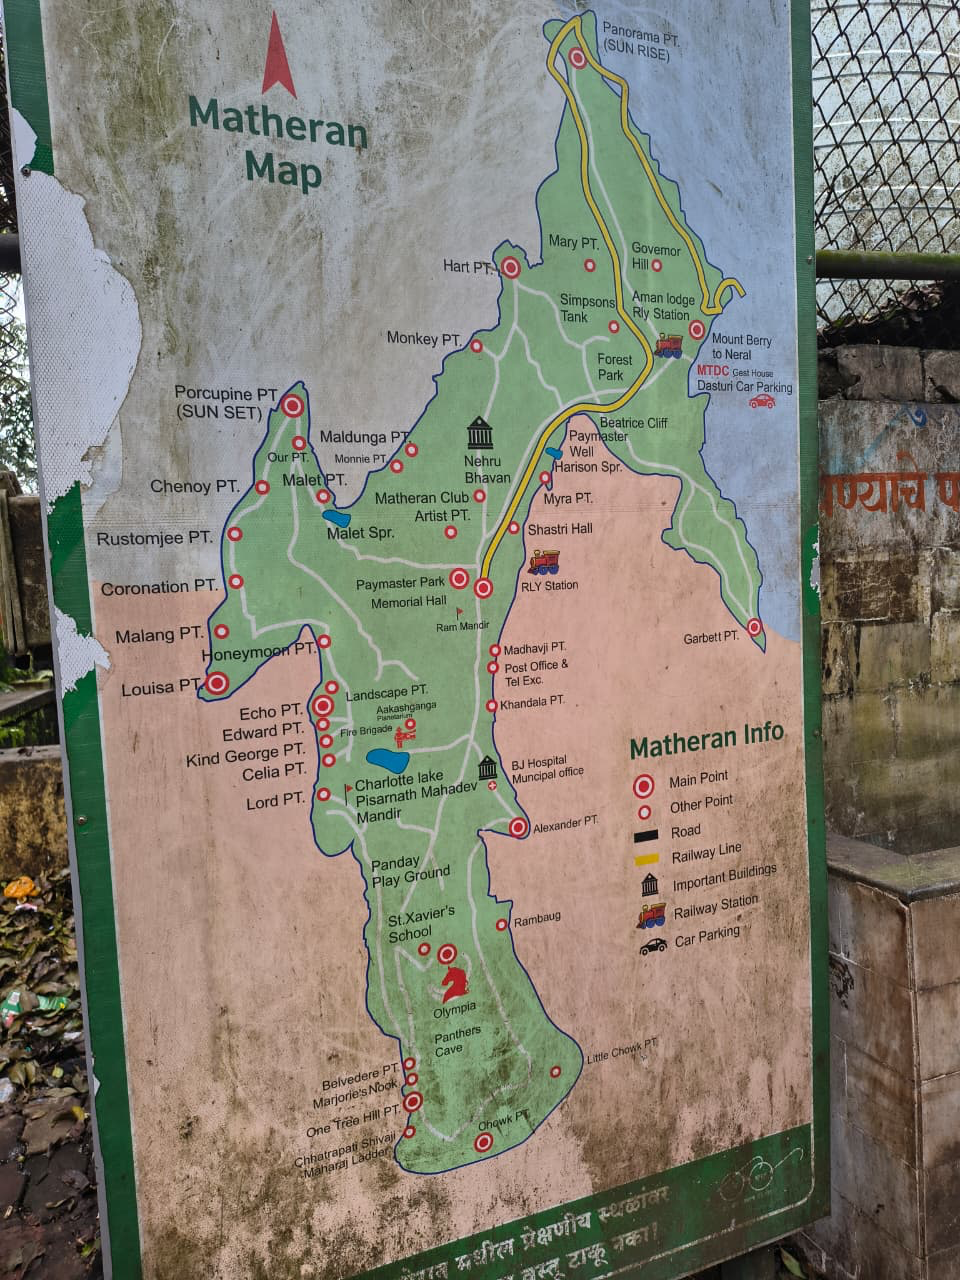 Matheran
Map
Panorama PT.
(SUN RISE)
Mary PT.
Governor
Hill
Hart PT.
Simpsons
Tank
Aman lodge
Rly Station
Monkey PT.
Mount Berry
to Neral
MTDC Gest House
Dasturi Car Parking
Forest
Park
Porcupine PT.
(SUN SET)
Beatrice Cliff
Maldunga PT.
Paymaster
Well
Our PT.
Monnie PT.
Nehru
Bhavan
Harison Spr.
Chenoy PT.
Malet PT.
Matheran Club
Myra PT.
Artist PT.
Rustomjee PT.
Malet Spr.
Shastri Hall
Coronation PT.
Paymaster Park
RLY Station
Memorial Hall
Ram Mandir
Malang PT.
Garbett PT.
Honeymoon PT.
Madhavji PT.
Post Office &
Tel Exc.
Louisa PT.
Landscape PT.
Echo PT.
Aakashganga
Planetarium
Khandala PT.
Edward PT.
Fire Brigade
Kind George PT.
Celia PT.
BJ Hospital
Muncipal office
Lord PT.
Charlotte lake
Pisarnath Mahadev
Mandir
Alexander PT.
Panday
Play Ground
St.Xavier's
School
Rambaug
Olympia
Panthers
Cave
Belvedere PT.
Marjorie's Nook
Little Chowk PT.
One Tree Hill PT.
Chowk PT.
Chhatrapati Shivaji
Maharaj Ladder
Matheran Info
Main Point
Other Point
Road
Railway Line
Important Buildings
Railway Station
Car Parking
मधील प्रेक्षणीय स्थळांवर
वस्तू टाकू नका!